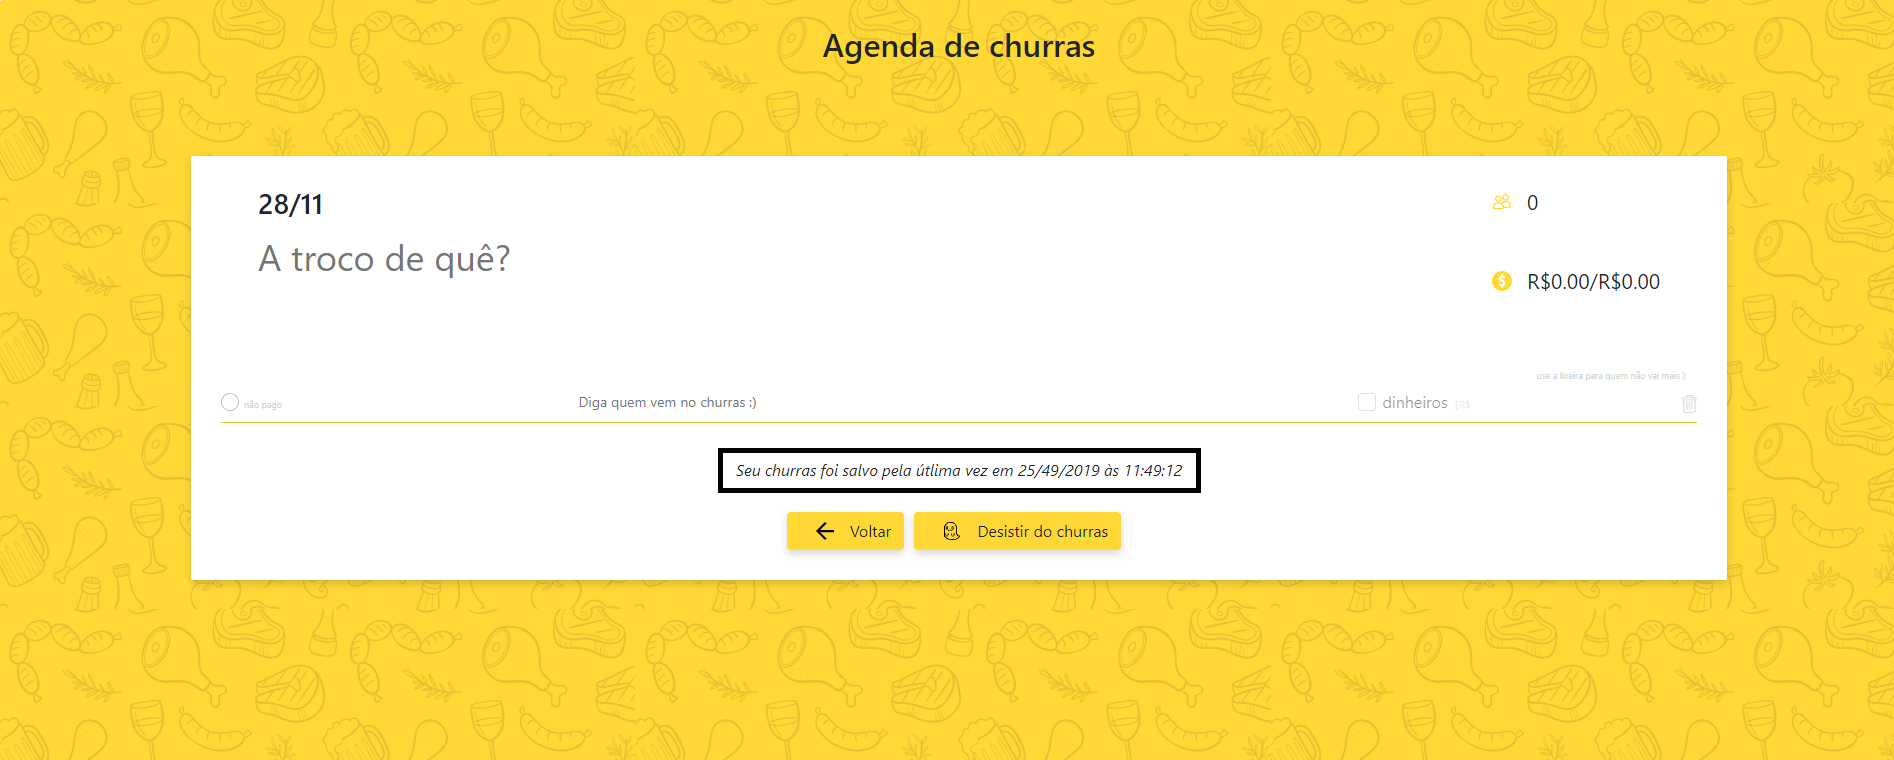 Agenda de churras
28/11
0
A troco de quê?
R$0.00/R$0.00
use a lixeira para quem não vai mais ):
não pago Diga quem vem no churras :) dinheiros | R$
Seu churras foi salvo pela útlima vez em 25/49/2019 às 11:49:12
Voltar Desistir do churras